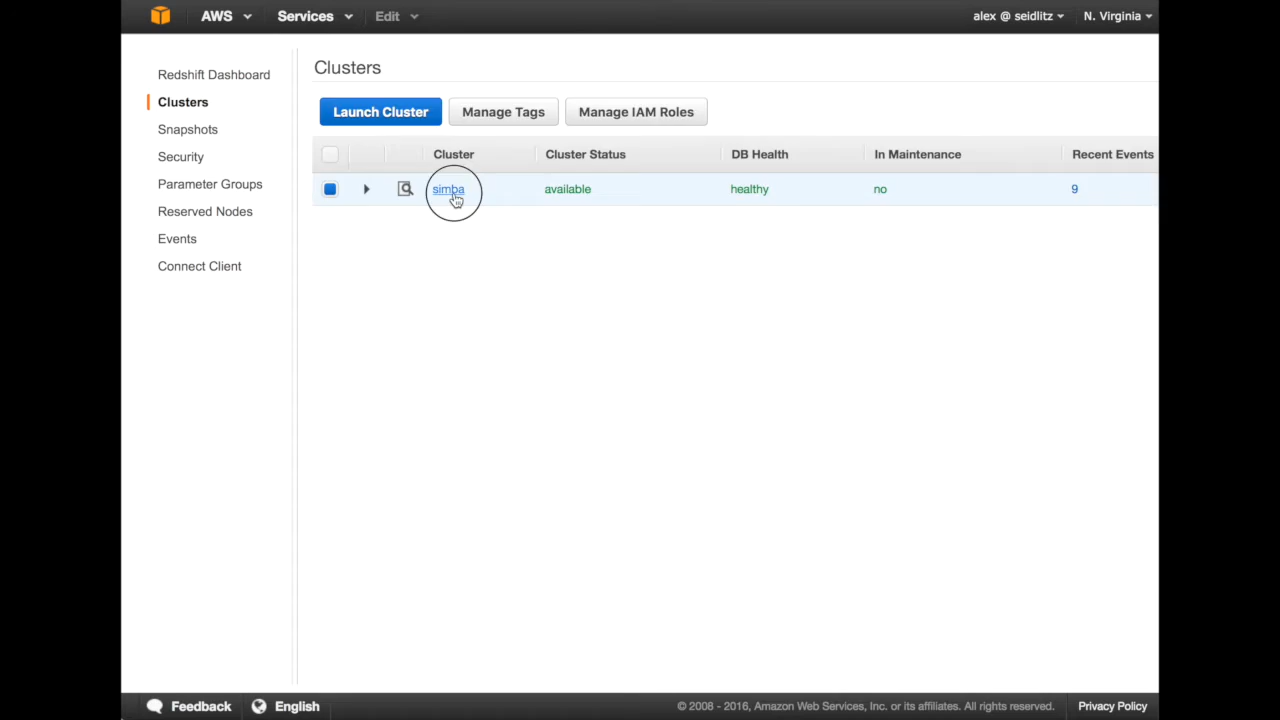 AWS Services Edit alex @ seidlitz N. Virginia
Redshift Dashboard
Clusters
Snapshots
Security
Parameter Groups
Reserved Nodes
Events
Connect Client
Clusters
Launch Cluster Manage Tags Manage IAM Roles
Cluster Cluster Status DB Health In Maintenance Recent Events
simba available healthy no 9
Feedback English © 2008 - 2016, Amazon Web Services, Inc. or its affiliates. All rights reserved. Privacy Policy